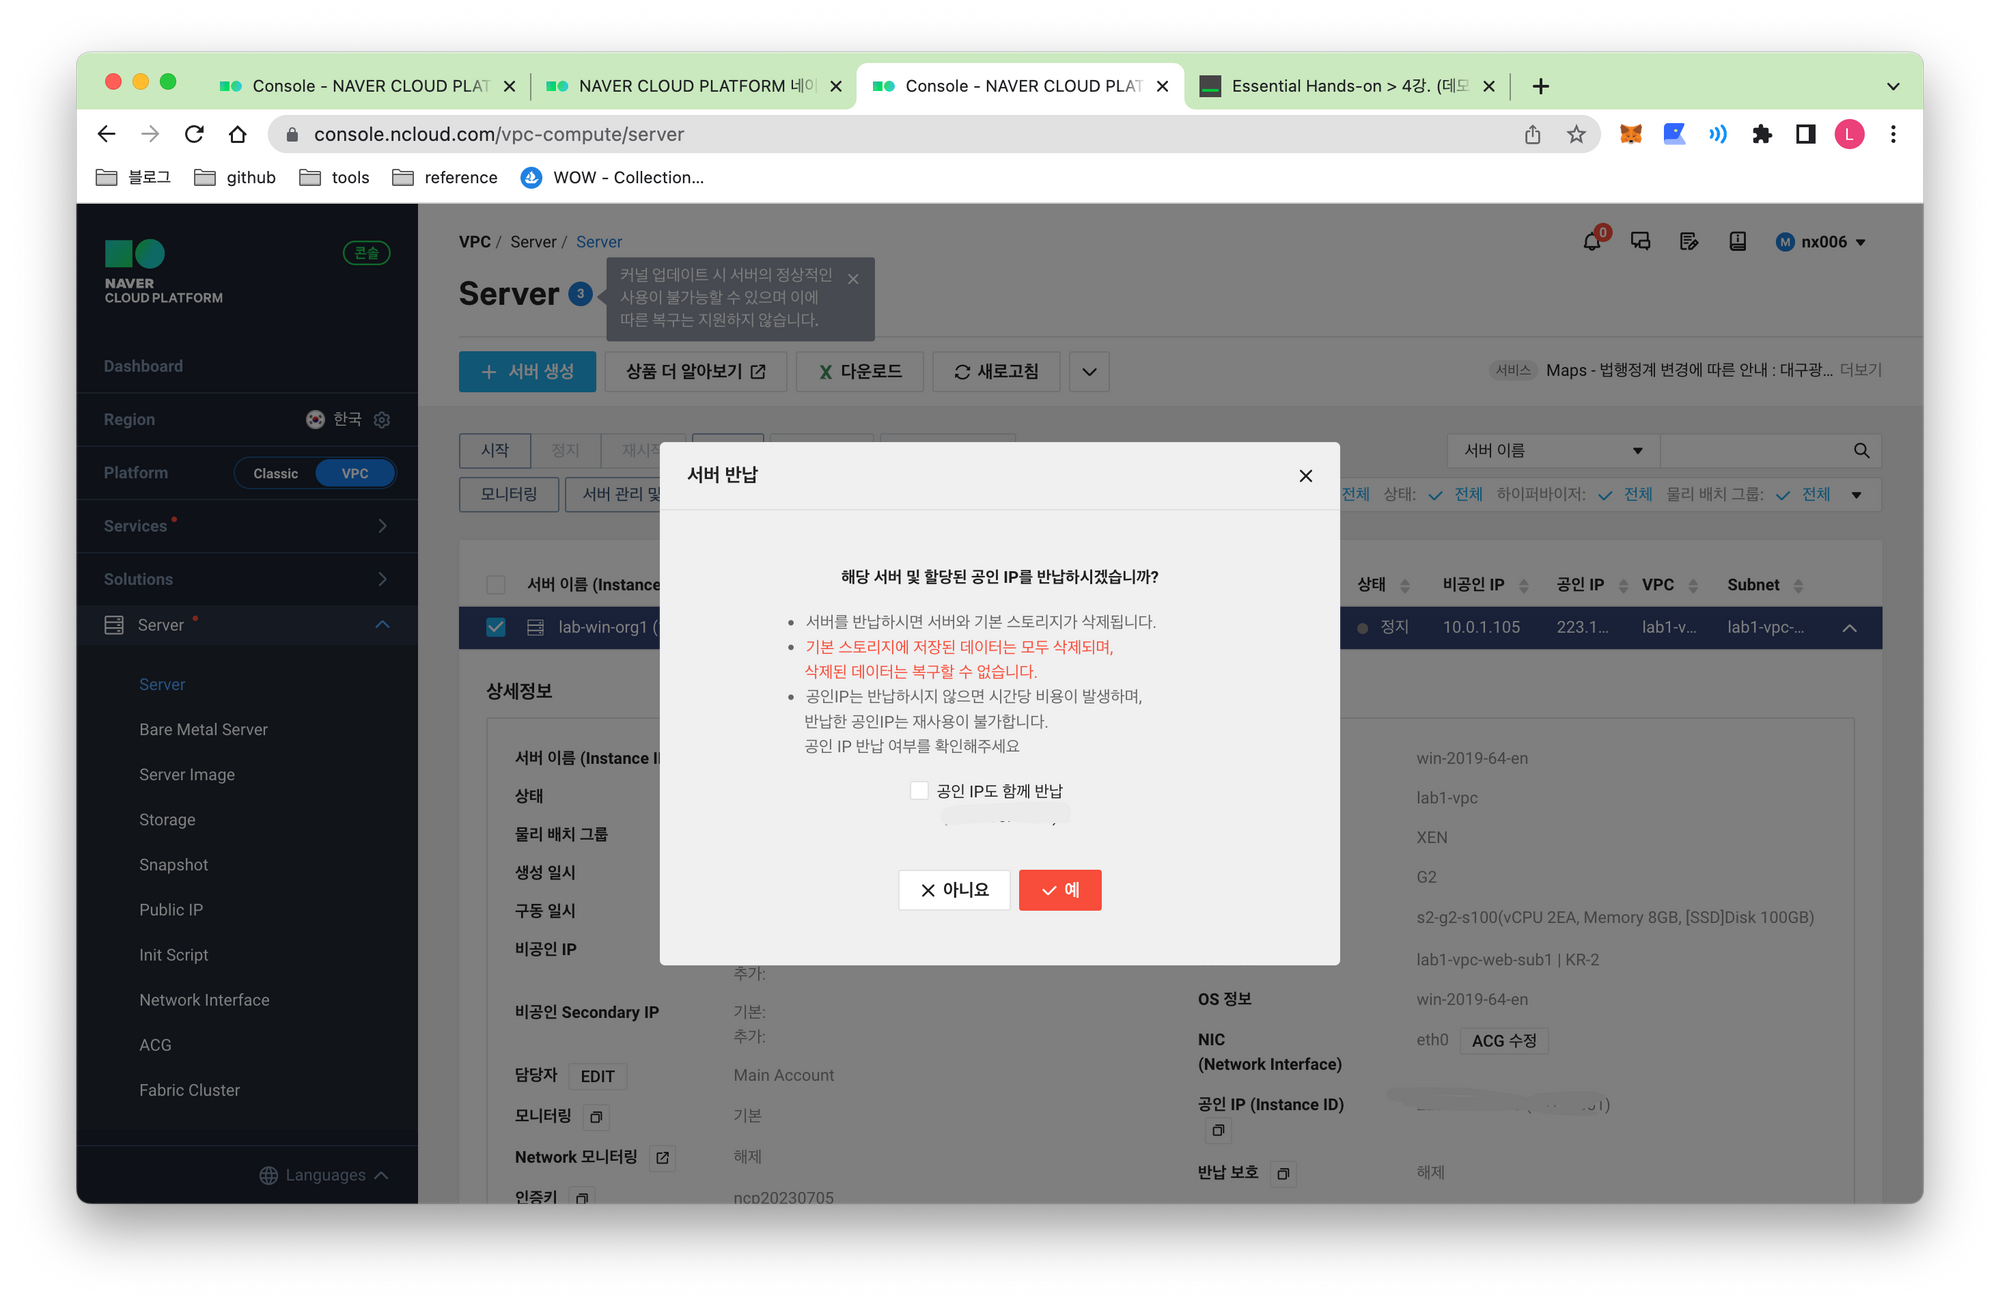 Console - NAVER CLOUD PLAT
NAVER CLOUD PLATFORM 네이
Console - NAVER CLOUD PLAT
Essential Hands-on > 4강. (데모
console.ncloud.com/vpc-compute/server
L
블로그
github
tools
reference
WOW - Collection...
NAVER
CLOUD PLATFORM
콘솔
Dashboard
Region
한국
Platform
Classic
VPC
Services
Solutions
Server
Server
Bare Metal Server
Server Image
Storage
Snapshot
Public IP
Init Script
Network Interface
ACG
Fabric Cluster
Languages
VPC / Server / Server
0
M nx006
Server 3
커널 업데이트 시 서버의 정상적인
사용이 불가능할 수 있으며 이에
따른 복구는 지원하지 않습니다.
+ 서버 생성
상품 더 알아보기
X 다운로드
새로고침
서비스 Maps - 법행정계 변경에 따른 안내 : 대구광... 더보기
시작
정지
서버 이름
모니터링
서버 관리 및
전체 상태: 전체 하이퍼바이저: 전체 물리 배치 그룹: 전체
서버 이름 (Instance
상태 비공인 IP 공인 IP VPC Subnet
lab-win-org1 (
정지 10.0.1.105 223.1... lab1-v... lab1-vpc-...
서버 반납
해당 서버 및 할당된 공인 IP를 반납하시겠습니까?
• 서버를 반납하시면 서버와 기본 스토리지가 삭제됩니다.
• 기본 스토리지에 저장된 데이터는 모두 삭제되며,
삭제된 데이터는 복구할 수 없습니다.
• 공인IP는 반납하시지 않으면 시간당 비용이 발생하며,
반납한 공인IP는 재사용이 불가합니다.
공인 IP 반납 여부를 확인해주세요
공인 IP도 함께 반납
아니요
예
상세정보
서버 이름 (Instance
상태
물리 배치 그룹
생성 일시
구동 일시
비공인 IP
추가:
비공인 Secondary IP
기본:
추가:
담당자 EDIT
Main Account
모니터링
기본
Network 모니터링
해제
인증키
ncp20230705
win-2019-64-en
lab1-vpc
XEN
G2
s2-g2-s100(vCPU 2EA, Memory 8GB, [SSD]Disk 100GB)
lab1-vpc-web-sub1 | KR-2
OS 정보
win-2019-64-en
NIC
(Network Interface)
eth0 ACG 수정
공인 IP (Instance ID)
반납 보호
해제